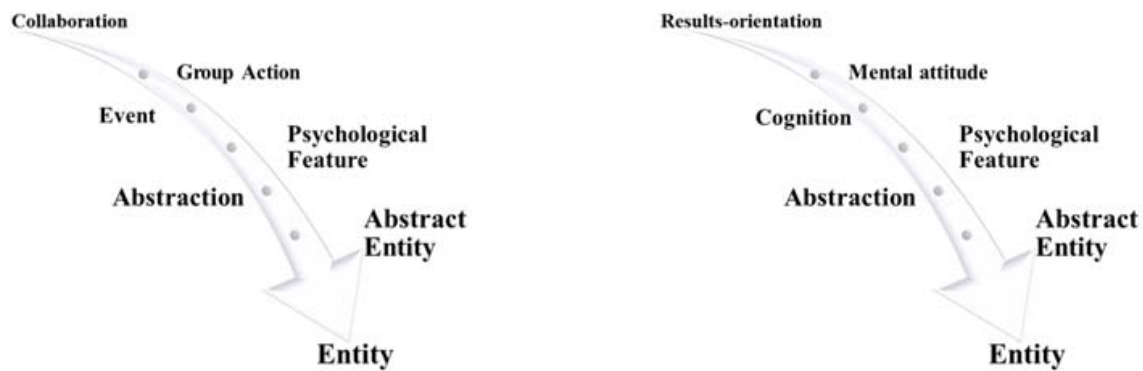 Collaboration
Group Action
Event
Psychological
Feature
Abstraction
Abstract
Entity
Entity
Results-orientation
Mental attitude
Cognition
Psychological
Feature
Abstraction
Abstract
Entity
Entity